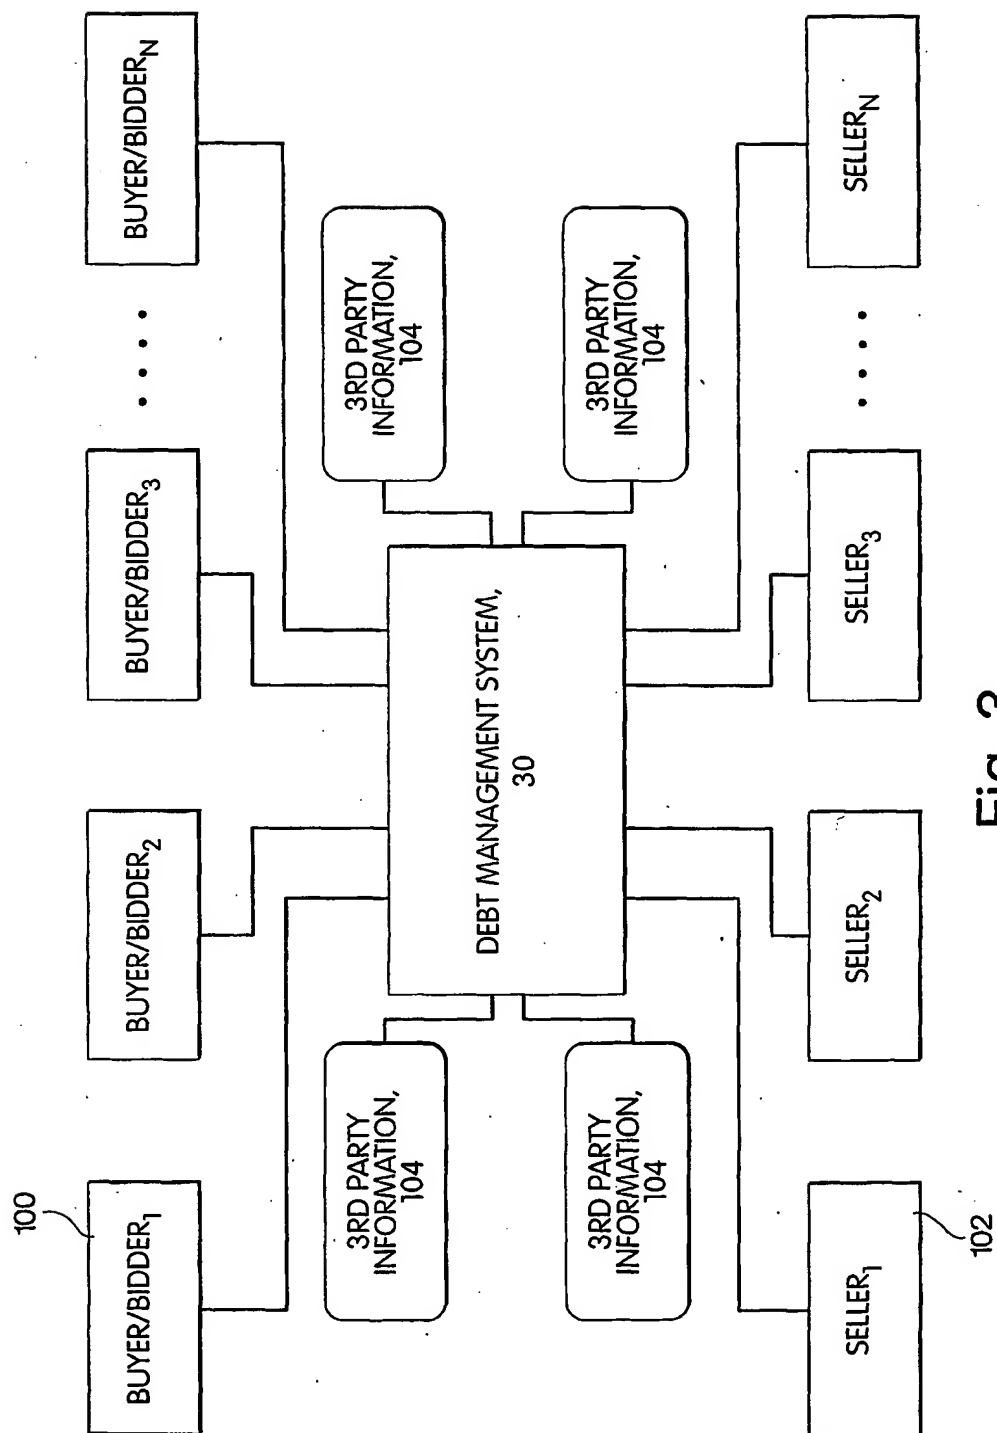 100
BUYER/BIDDER1
BUYER/BIDDER2
BUYER/BIDDER3
. . . .
BUYER/BIDDERN
3RD PARTY
INFORMATION,
104
3RD PARTY
INFORMATION,
104
DEBT MANAGEMENT SYSTEM,
30
3RD PARTY
INFORMATION,
104
3RD PARTY
INFORMATION,
104
SELLER1
SELLER2
SELLER3
. . . .
SELLERN
102
Fig.